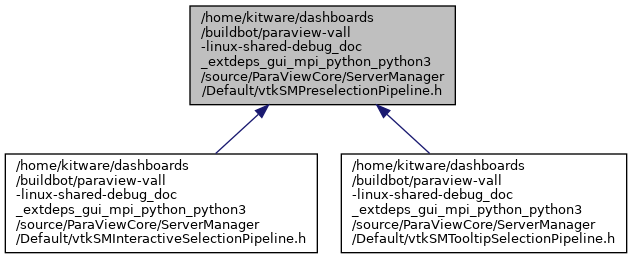 /home/kitware/dashboards
/buildbot/paraview-vall
-linux-shared-debug_doc
_extdeps_gui_mpi_python_python3
/source/ParaViewCore/ServerManager
/Default/vtkSMPreselectionPipeline.h
/home/kitware/dashboards
/buildbot/paraview-vall
-linux-shared-debug_doc
_extdeps_gui_mpi_python_python3
/source/ParaViewCore/ServerManager
/Default/vtkSMInteractiveSelectionPipeline.h
/home/kitware/dashboards
/buildbot/paraview-vall
-linux-shared-debug_doc
_extdeps_gui_mpi_python_python3
/source/ParaViewCore/ServerManager
/Default/vtkSMTooltipSelectionPipeline.h